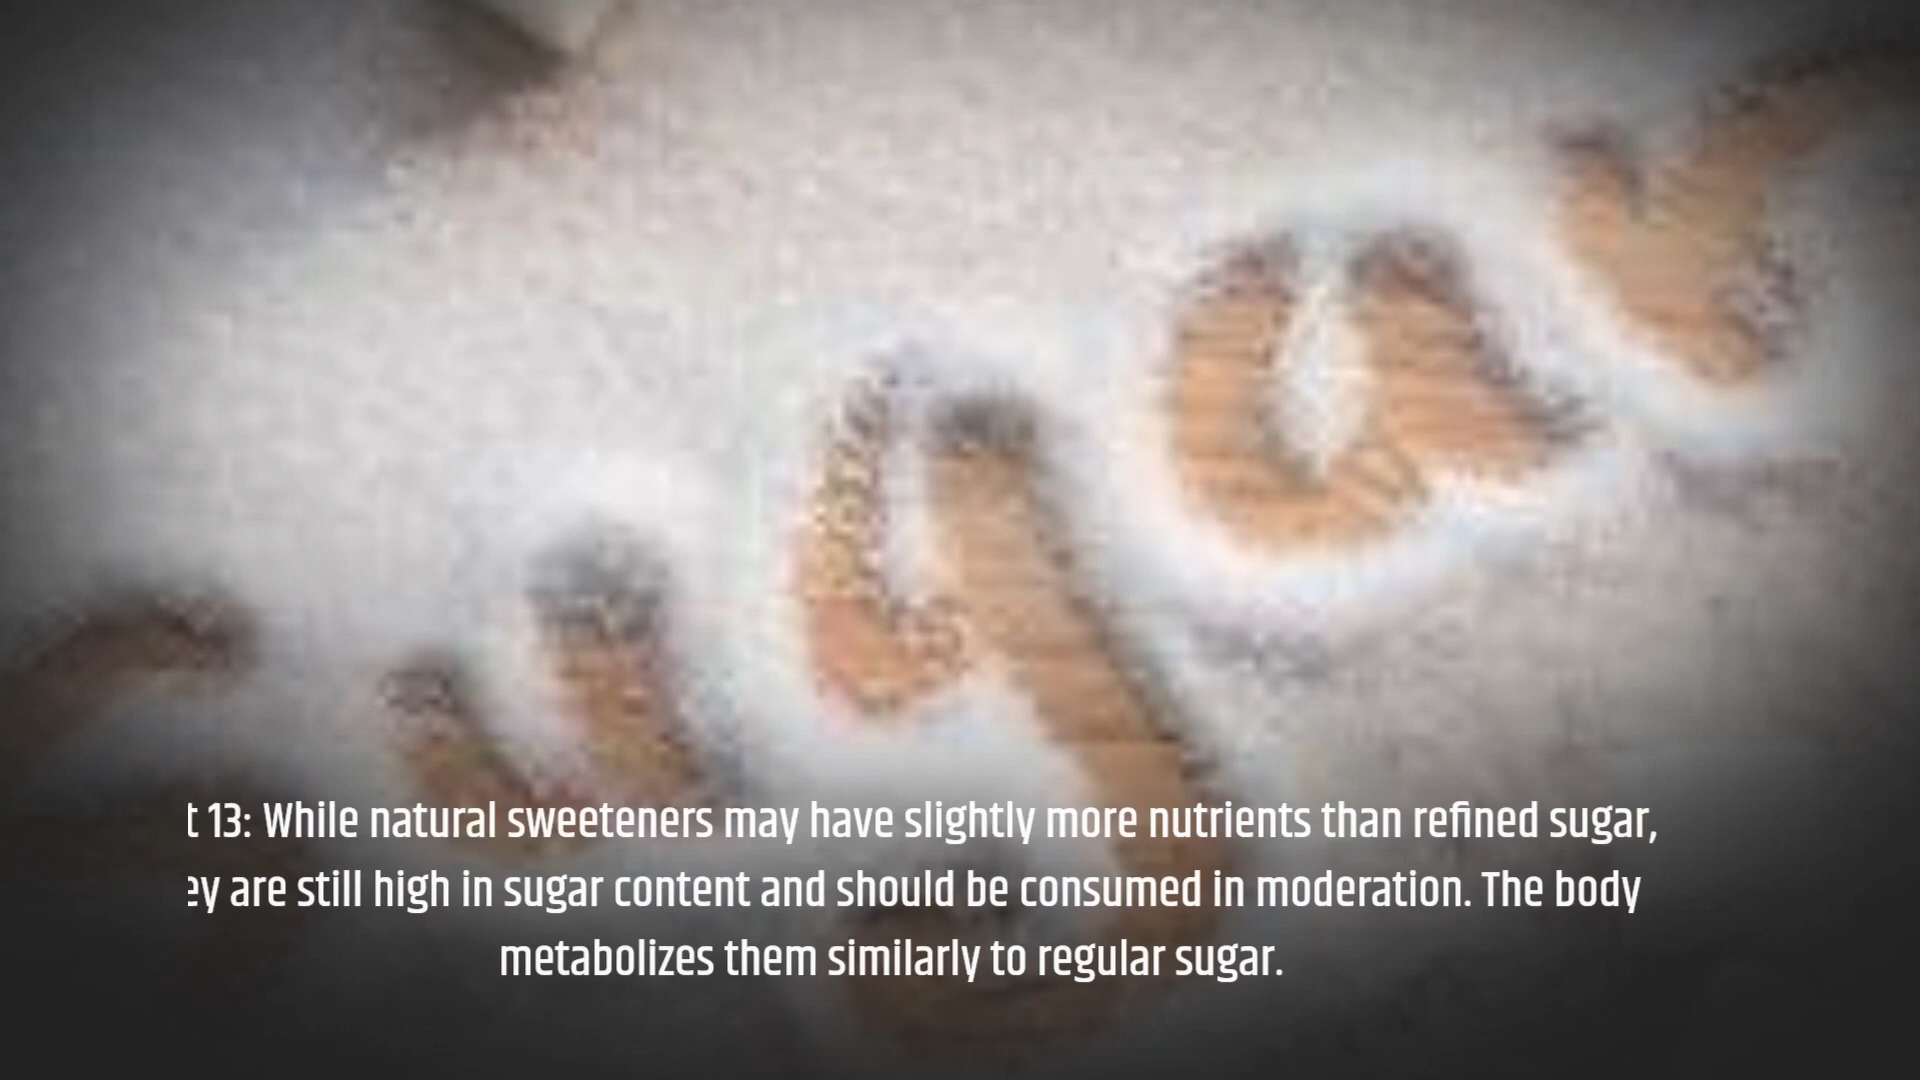 sugar
t 13: While natural sweeteners may have slightly more nutrients than refined sugar,
ey are still high in sugar content and should be consumed in moderation. The body
metabolizes them similarly to regular sugar.